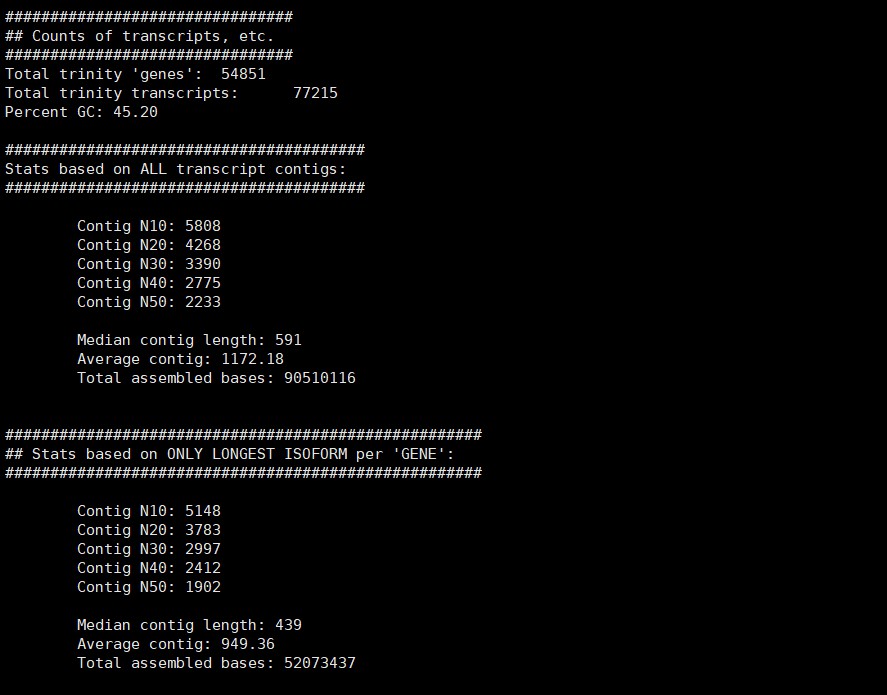 ################################
## Counts of transcripts, etc.
################################
Total trinity 'genes':  54851
Total trinity transcripts:      77215
Percent GC: 45.20
########################################
Stats based on ALL transcript contigs:
########################################
Contig N10: 5808
Contig N20: 4268
Contig N30: 3390
Contig N40: 2775
Contig N50: 2233
Median contig length: 591
Average contig: 1172.18
Total assembled bases: 90510116
#####################################################
## Stats based on ONLY LONGEST ISOFORM per 'GENE':
#####################################################
Contig N10: 5148
Contig N20: 3783
Contig N30: 2997
Contig N40: 2412
Contig N50: 1902
Median contig length: 439
Average contig: 949.36
Total assembled bases: 52073437